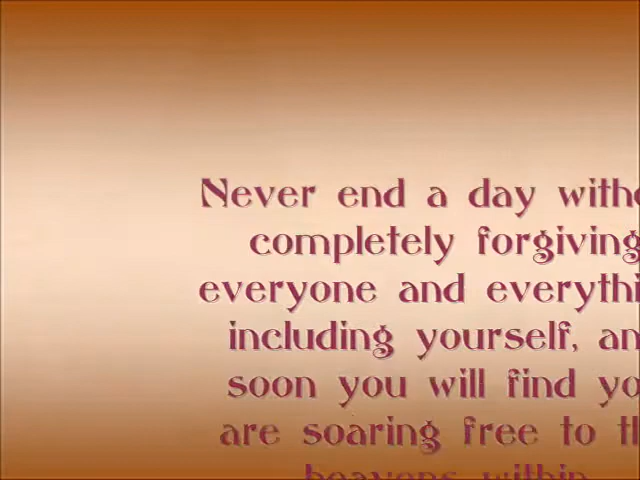 Never end a day witho
completely forgiving
everyone and everythi
including yourself, an
soon you will find yo
are soaring free to th
heavens within